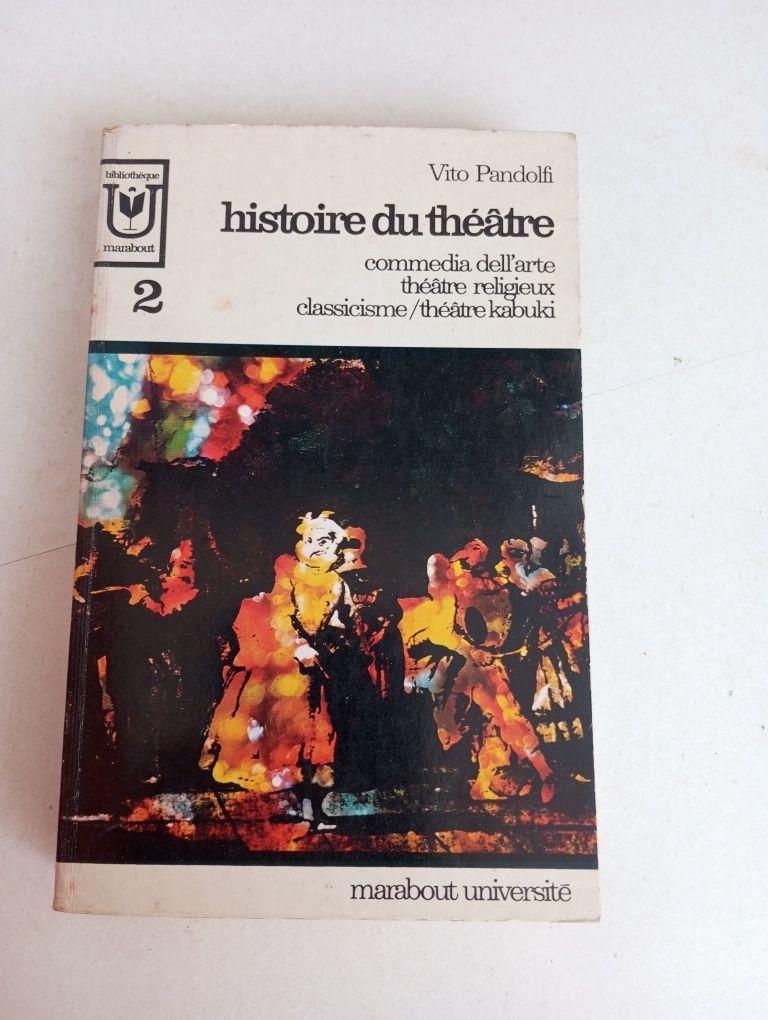 Vito Pandolfi
bibliothèque
U
marabout
histoire du théâtre
commedia dell'arte
théâtre religieux
classicisme/théâtre kabuki
2
marabout université